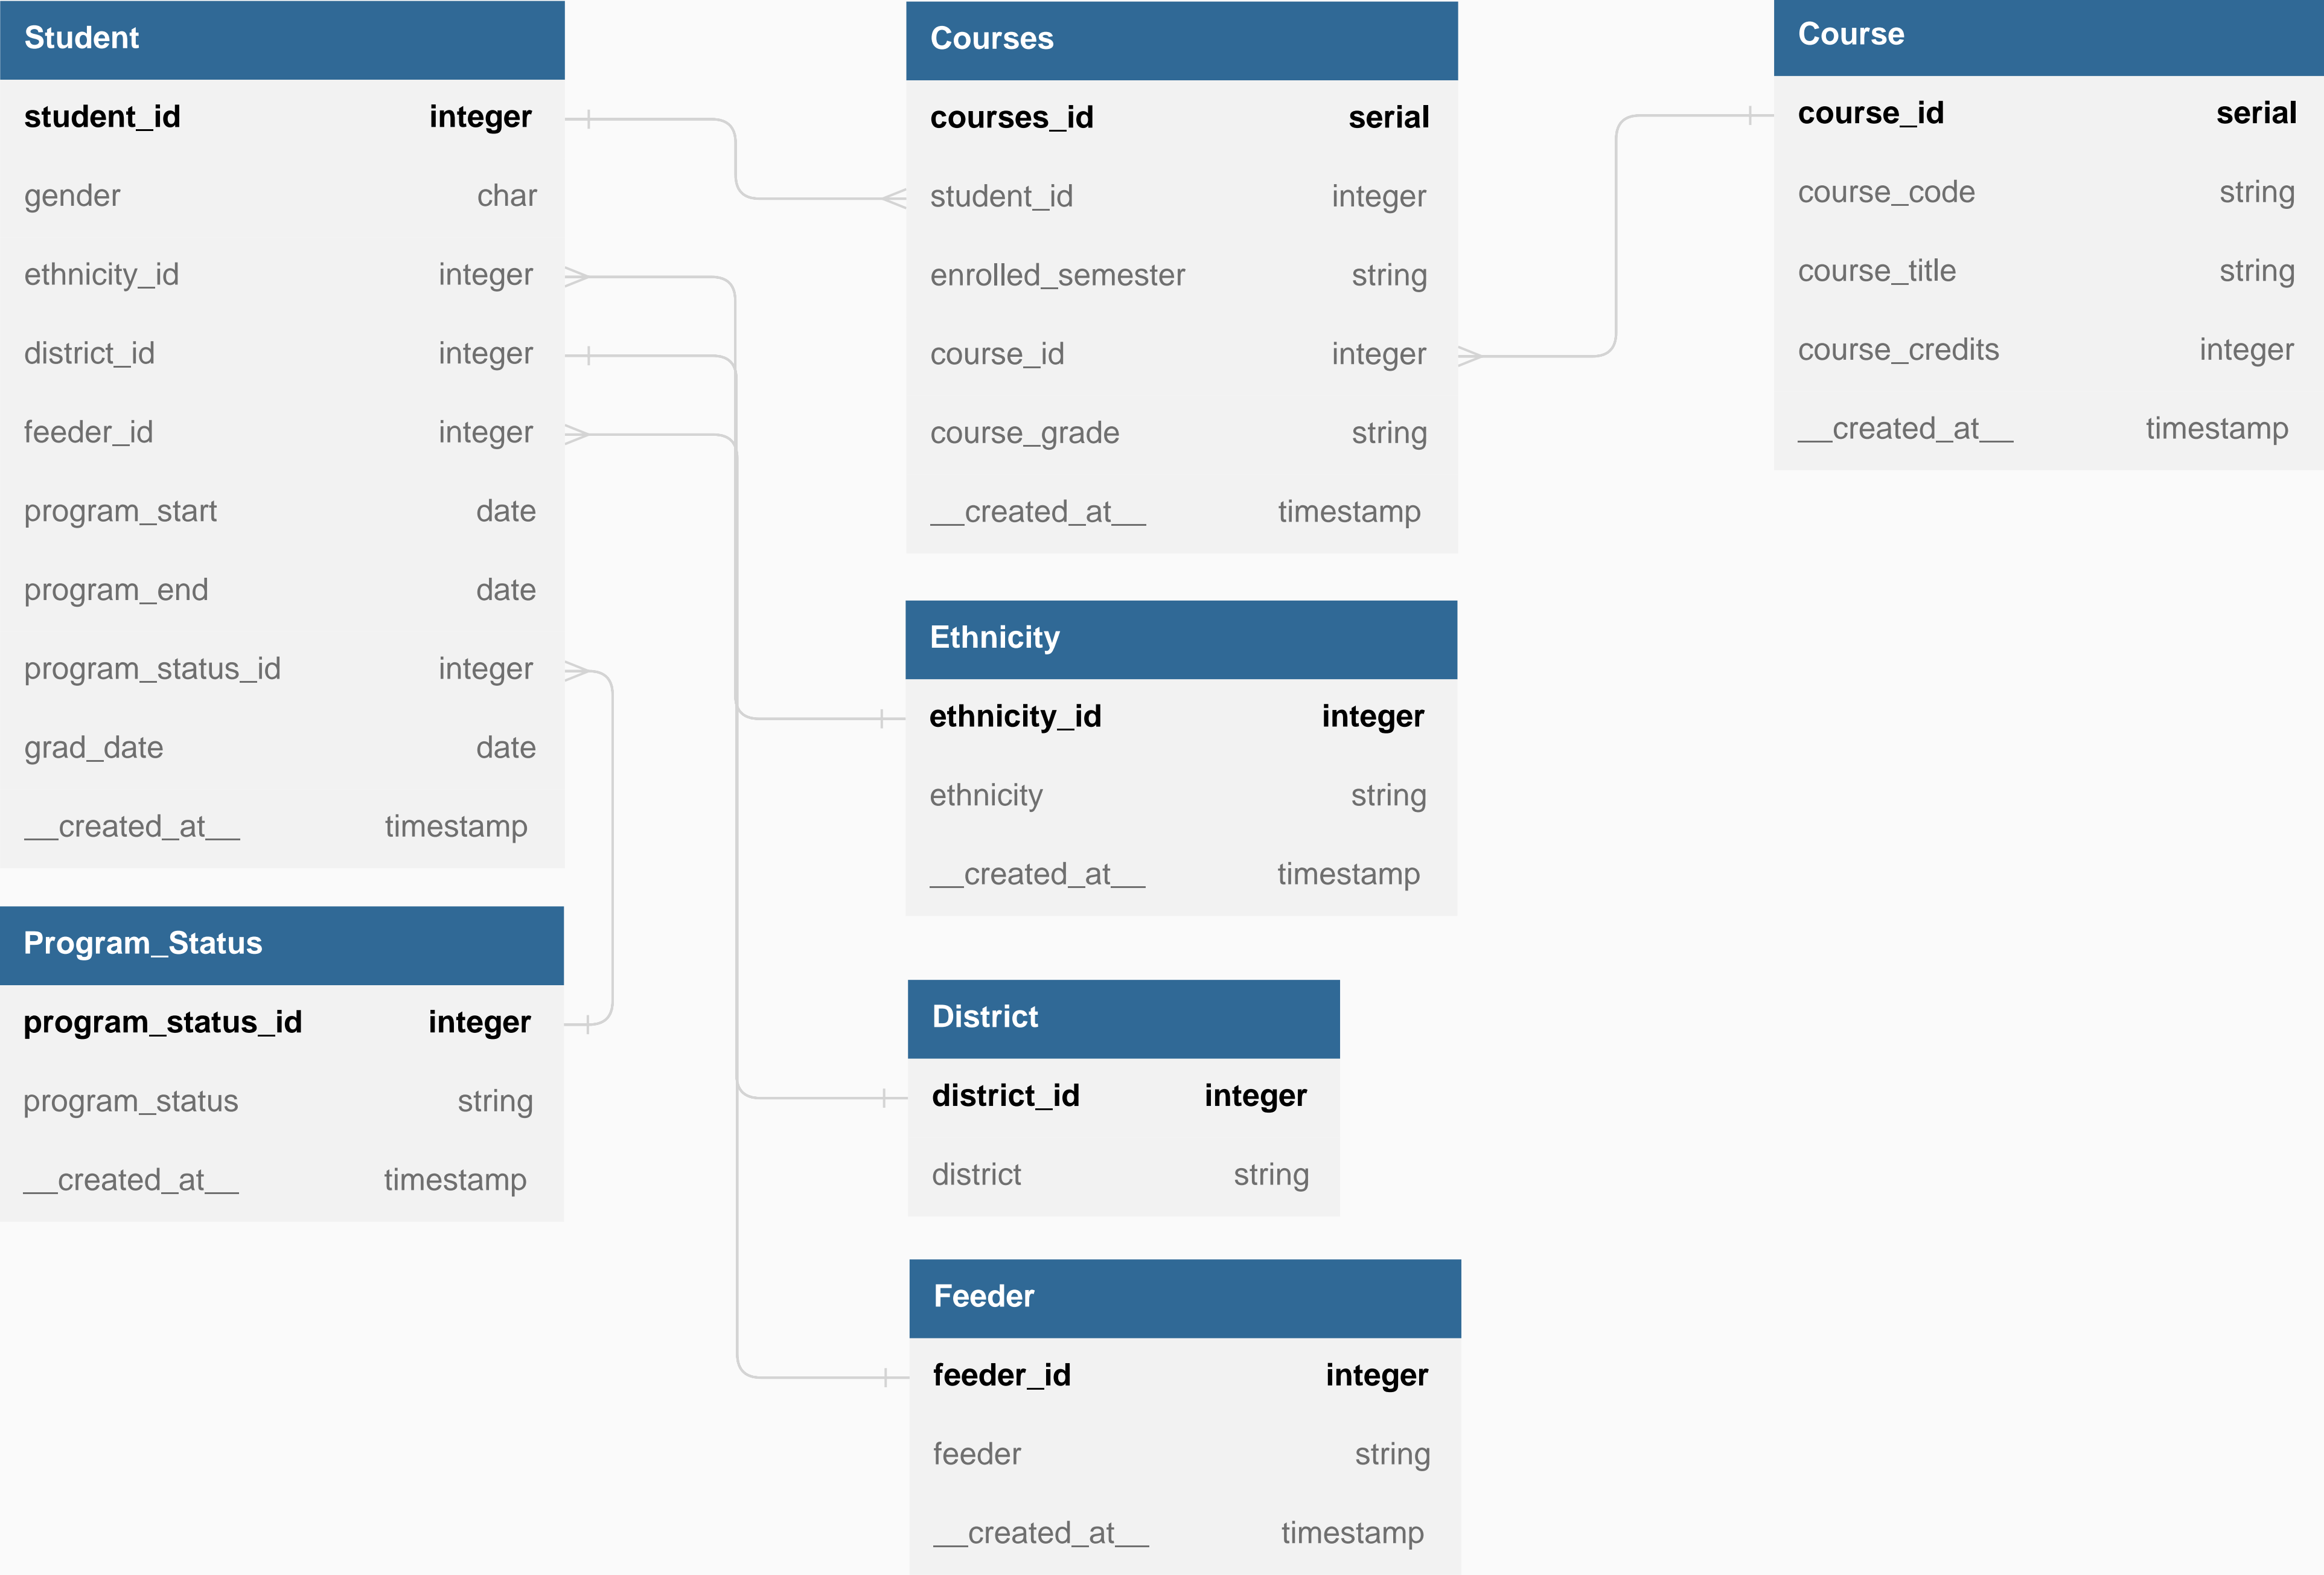 Student
student_id integer
gender char
ethnicity_id integer
district_id integer
feeder_id integer
program_start date
program_end date
program_status_id integer
grad_date date
__created_at__ timestamp
Program_Status
program_status_id integer
program_status string
__created_at__ timestamp
Courses
courses_id serial
student_id integer
enrolled_semester string
course_id integer
course_grade string
__created_at__ timestamp
Ethnicity
ethnicity_id integer
ethnicity string
__created_at__ timestamp
District
district_id integer
district string
Feeder
feeder_id integer
feeder string
__created_at__ timestamp
Course
course_id serial
course_code string
course_title string
course_credits integer
__created_at__ timestamp